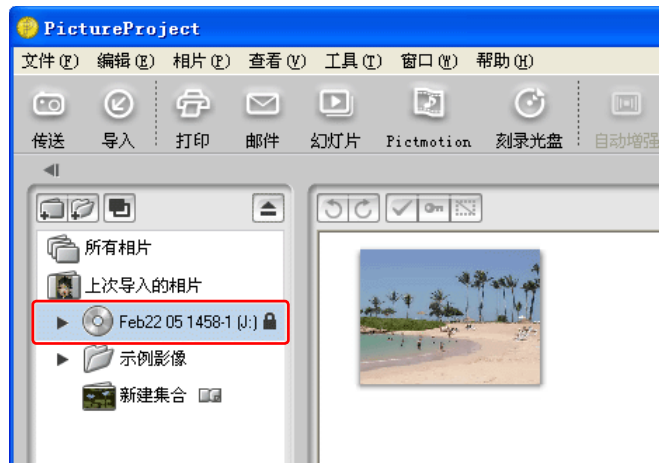 PictureProject
文件(F) 编辑(E) 相片(P) 查看(V) 工具(T) 窗口(W) 帮助(H)
传送 导入 打印 邮件 幻灯片 Pictmotion 刻录光盘 自动增强
所有相片
上次导入的相片
Feb22 05 1458-1 (J:)
示例影像
新建集合